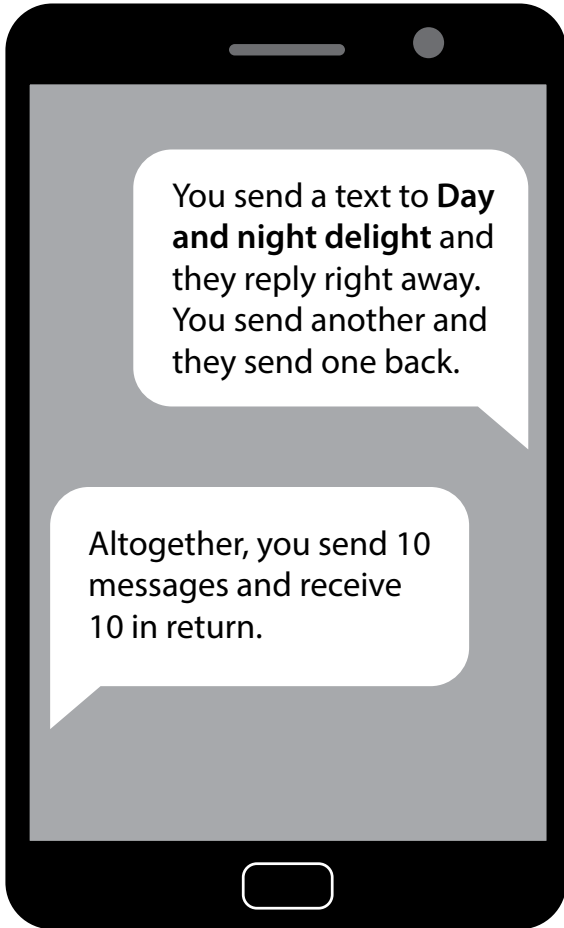 You send a text to Day
and night delight and
they reply right away.
You send another and
they send one back.
Altogether, you send 10
messages and receive
10 in return.